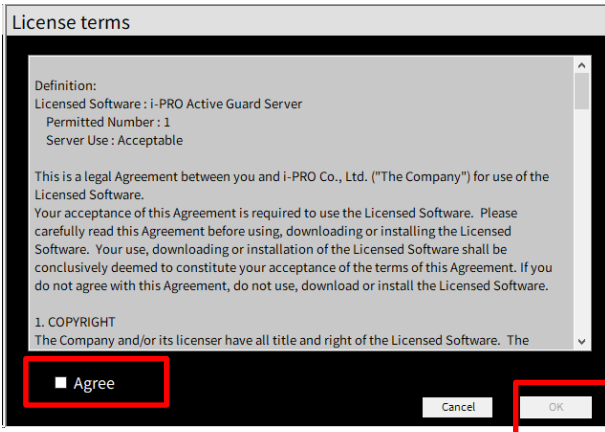 License terms
Definition:
Licensed Software : i-PRO Active Guard Server
Permitted Number : 1
Server Use : Acceptable
This is a legal Agreement between you and i-PRO Co., Ltd. ("The Company") for use of the
Licensed Software.
Your acceptance of this Agreement is required to use the Licensed Software.  Please
carefully read this Agreement before using, downloading or installing the Licensed
Software.  Your use, downloading or installation of the Licensed Software shall be
conclusively deemed to constitute your acceptance of the terms of this Agreement. If you
do not agree with this Agreement, do not use, download or install the Licensed Software.
1. COPYRIGHT
The Company and/or its licenser have all title and right of the Licensed Software.  The
Agree
Cancel
OK